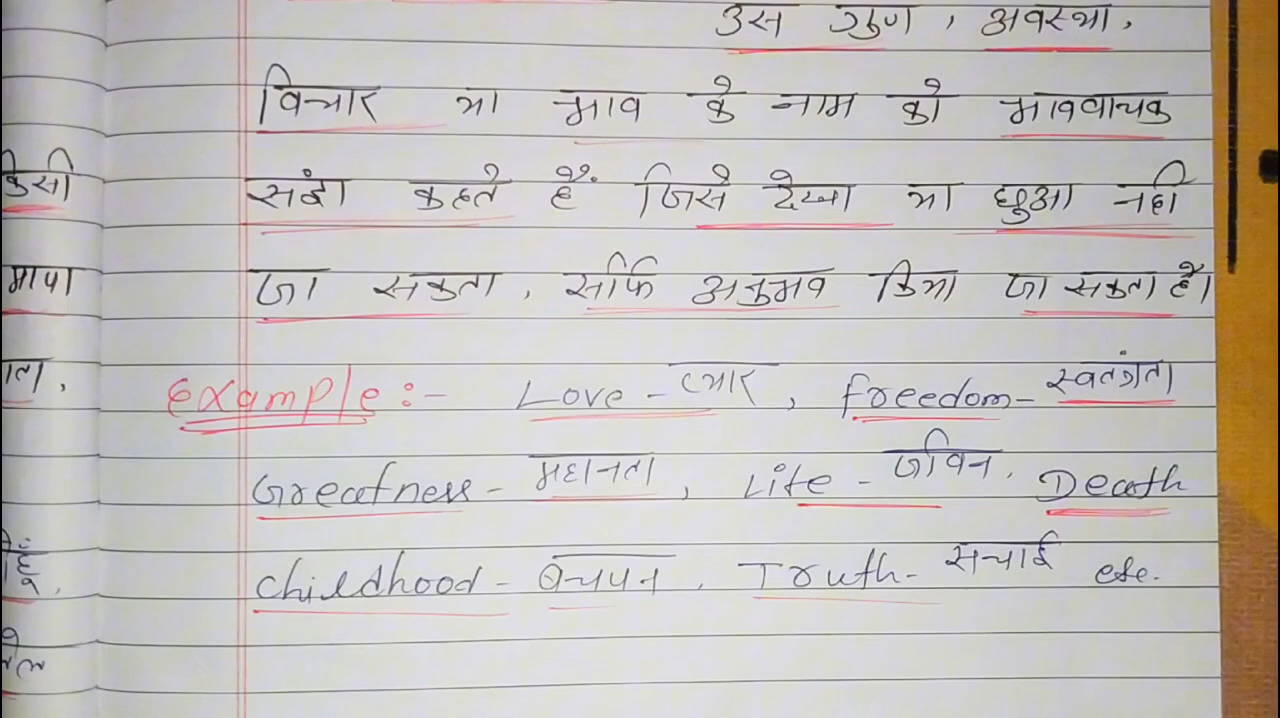 उस गुण, अवस्था,
विचार या भाव के नाम को भाववाचक
संज्ञा कहते हैं जिसे देखा या छुआ नही
जा सकता, सर्फि अनुभव किया जा सकता है।
Example:- Love - प्यार, freedom - स्वतंत्रता
Greatness - महानता, Life - जीवन, Death
childhood - बचपन, Truth - सच्चाई etc.
किसी
मापा